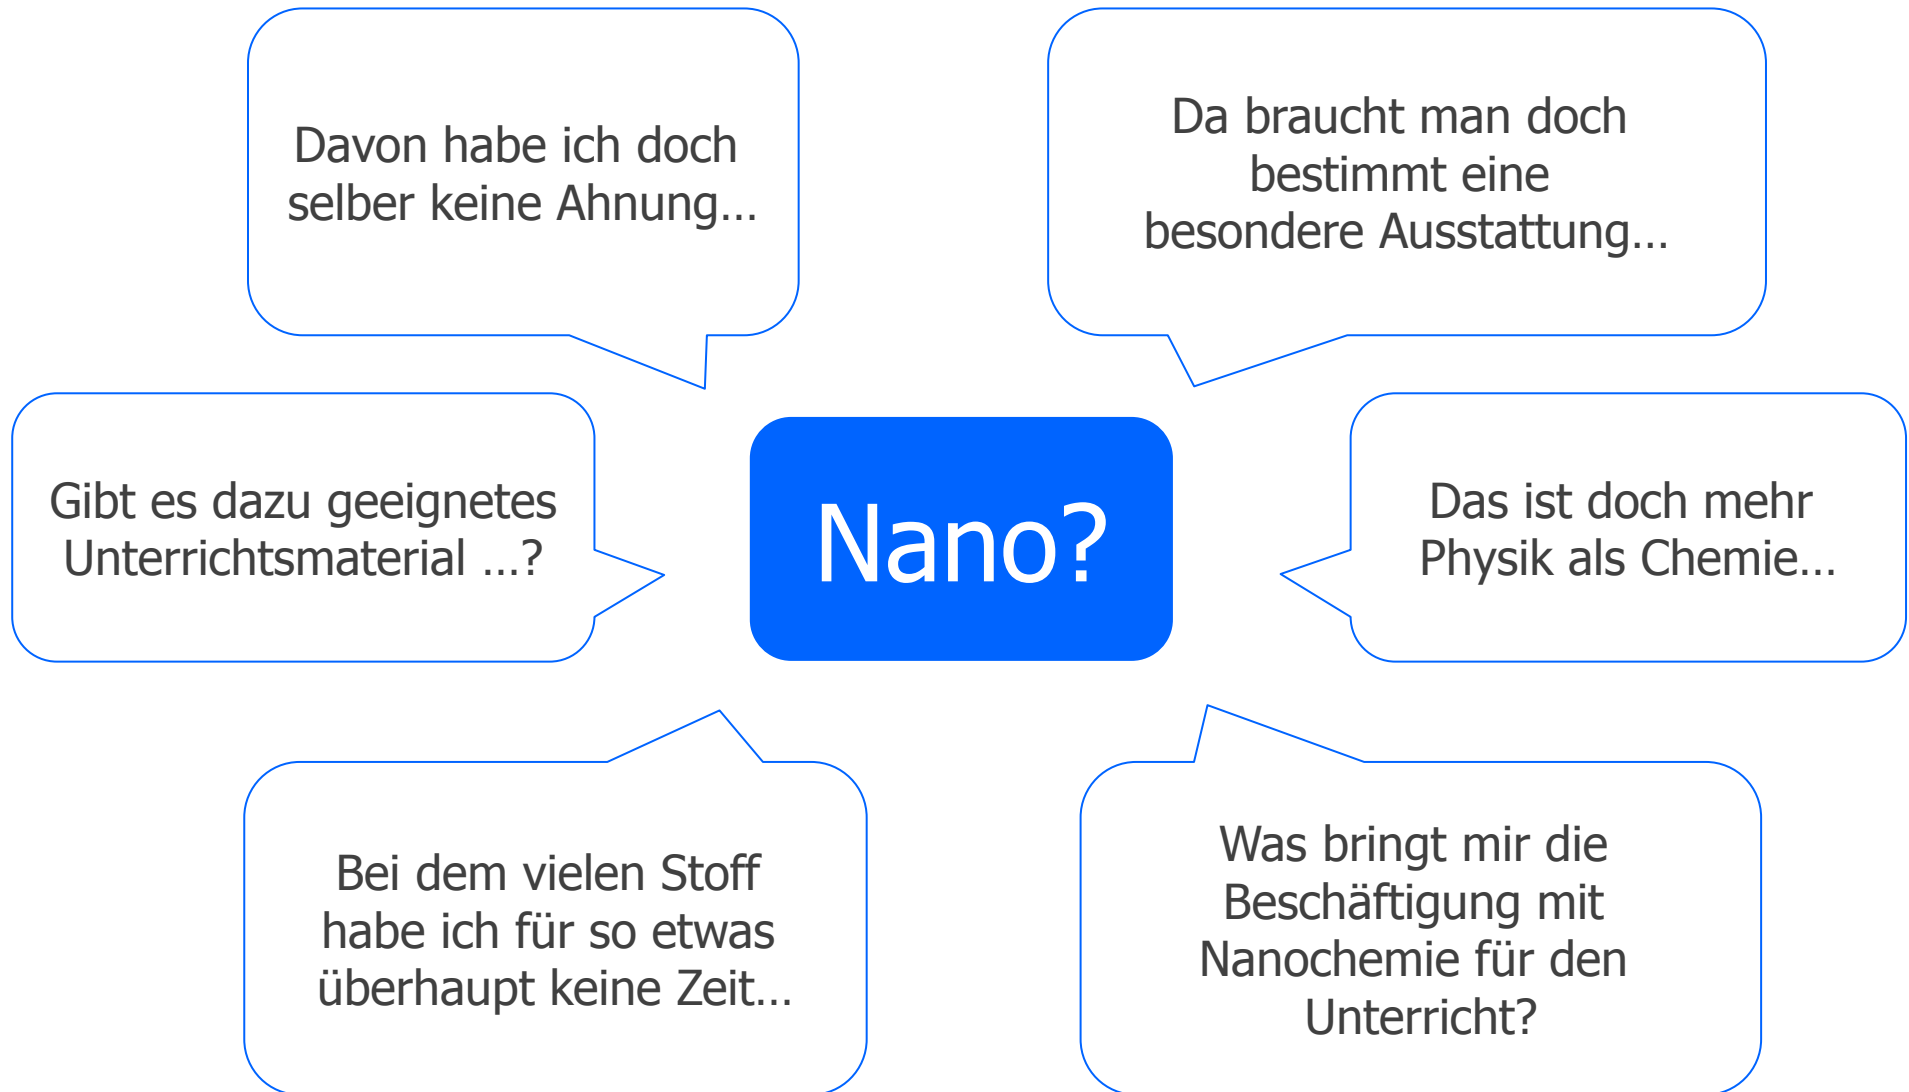 Davon habe ich doch
selber keine Ahnung…
Da braucht man doch
bestimmt eine
besondere Ausstattung…
Gibt es dazu geeignetes
Unterrichtsmaterial …?
Nano?
Das ist doch mehr
Physik als Chemie…
Bei dem vielen Stoff
habe ich für so etwas
überhaupt keine Zeit…
Was bringt mir die
Beschäftigung mit
Nanochemie für den
Unterricht?